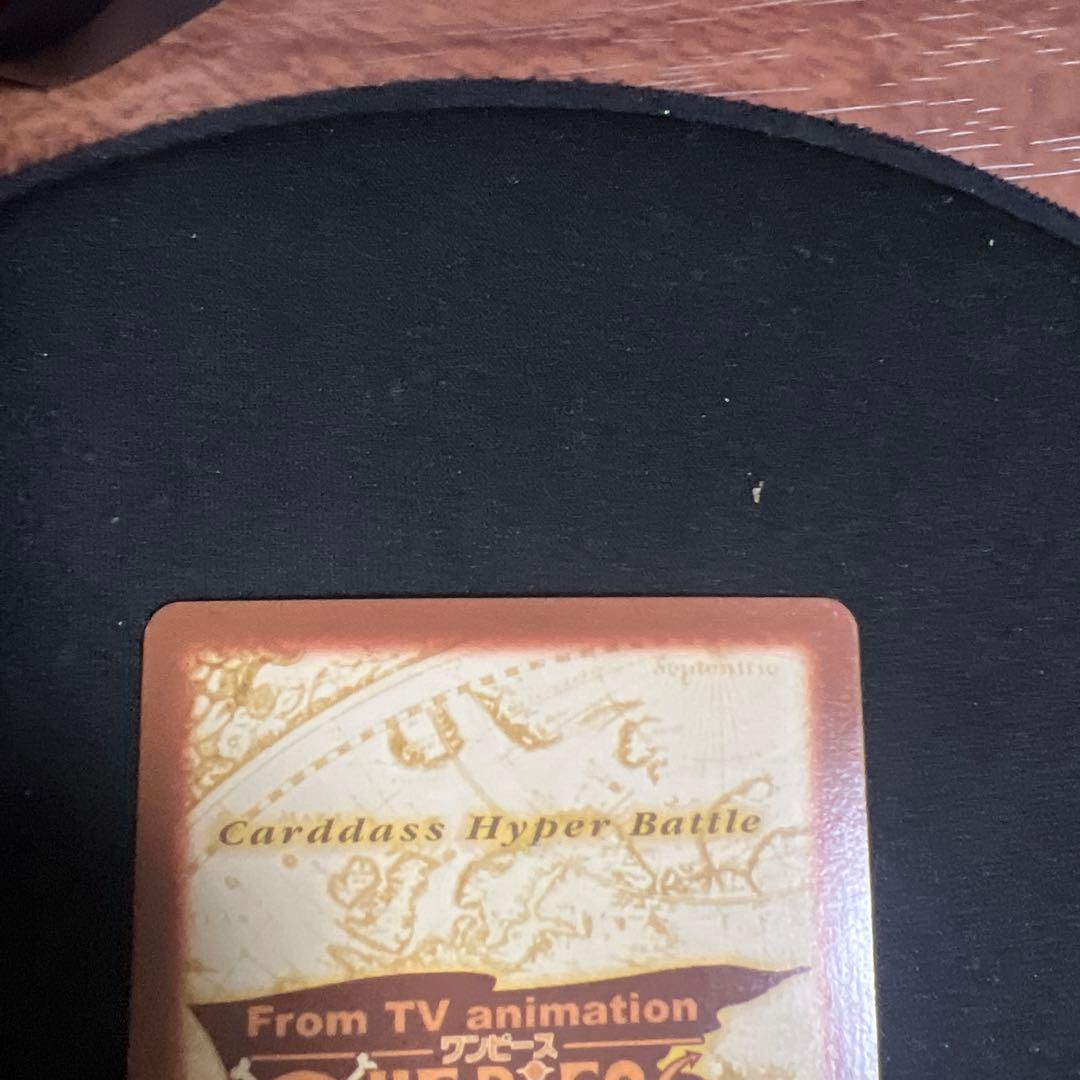 Septentrio
Carddass Hyper Battle
From TV animation
ワンピース